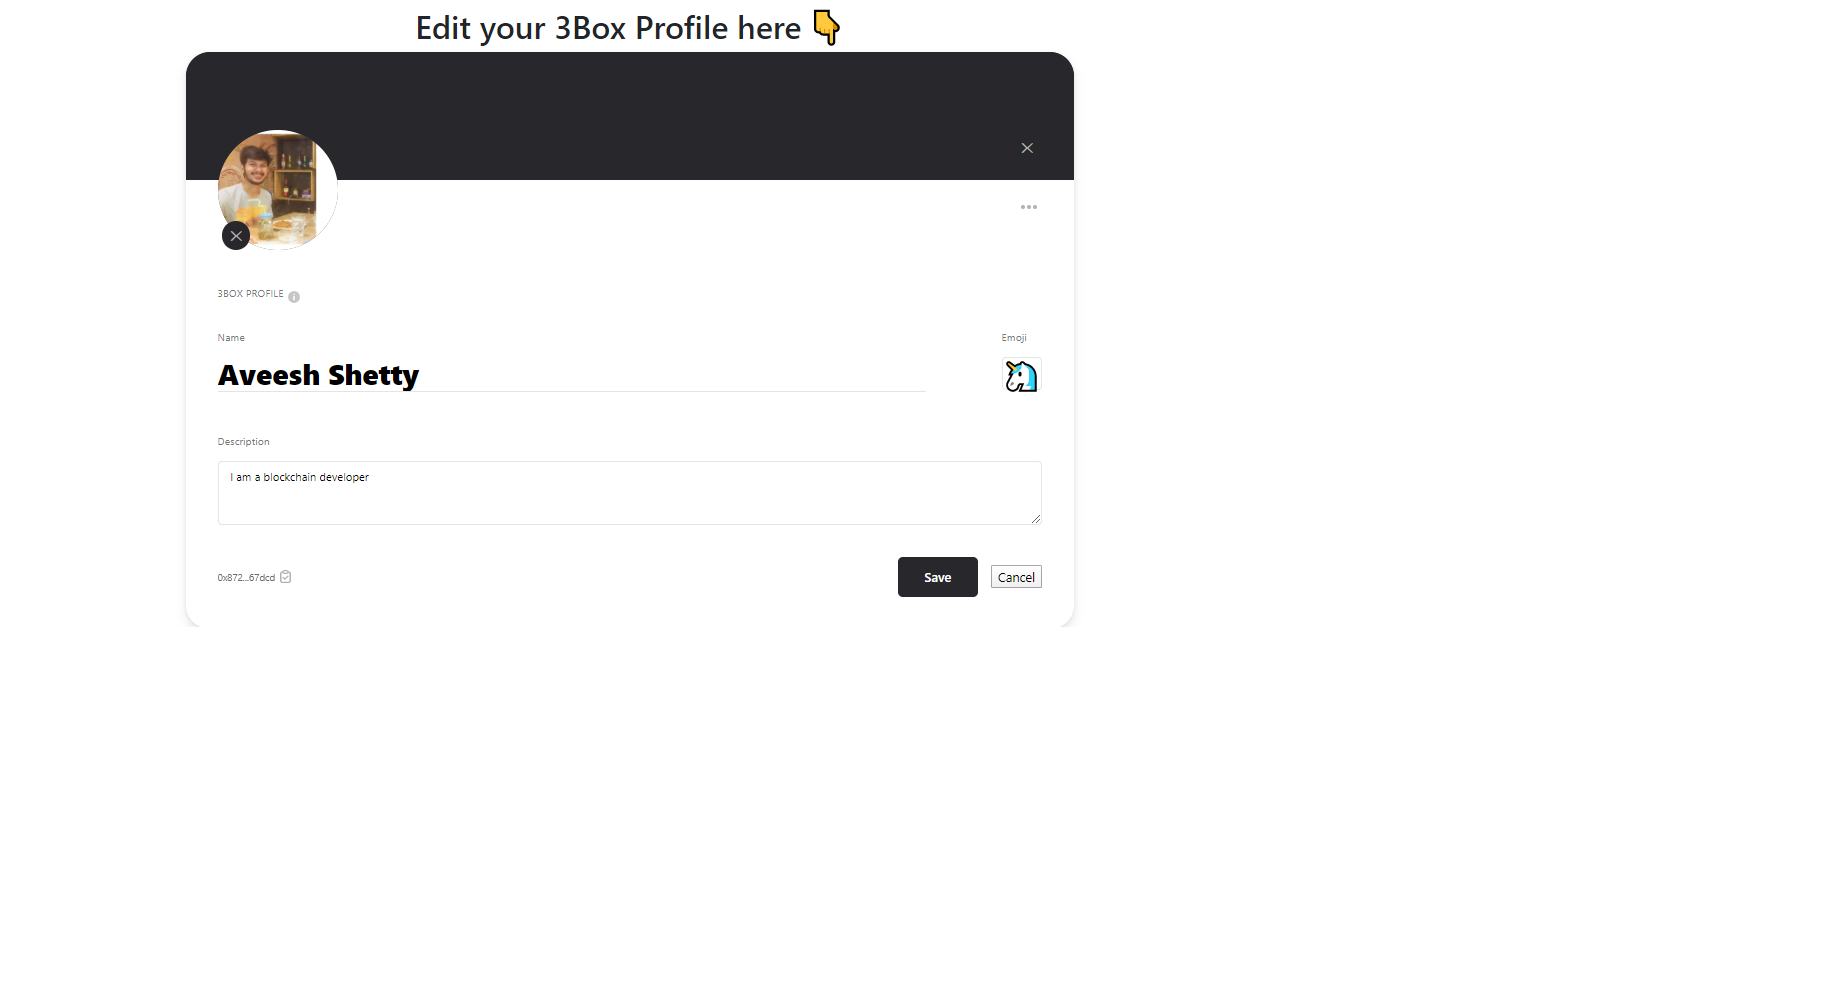 Edit your 3Box Profile here 👇
3BOX PROFILE
Name
Emoji
Aveesh Shetty
Description
I am a blockchain developer
0x872...67dcd
Save
Cancel